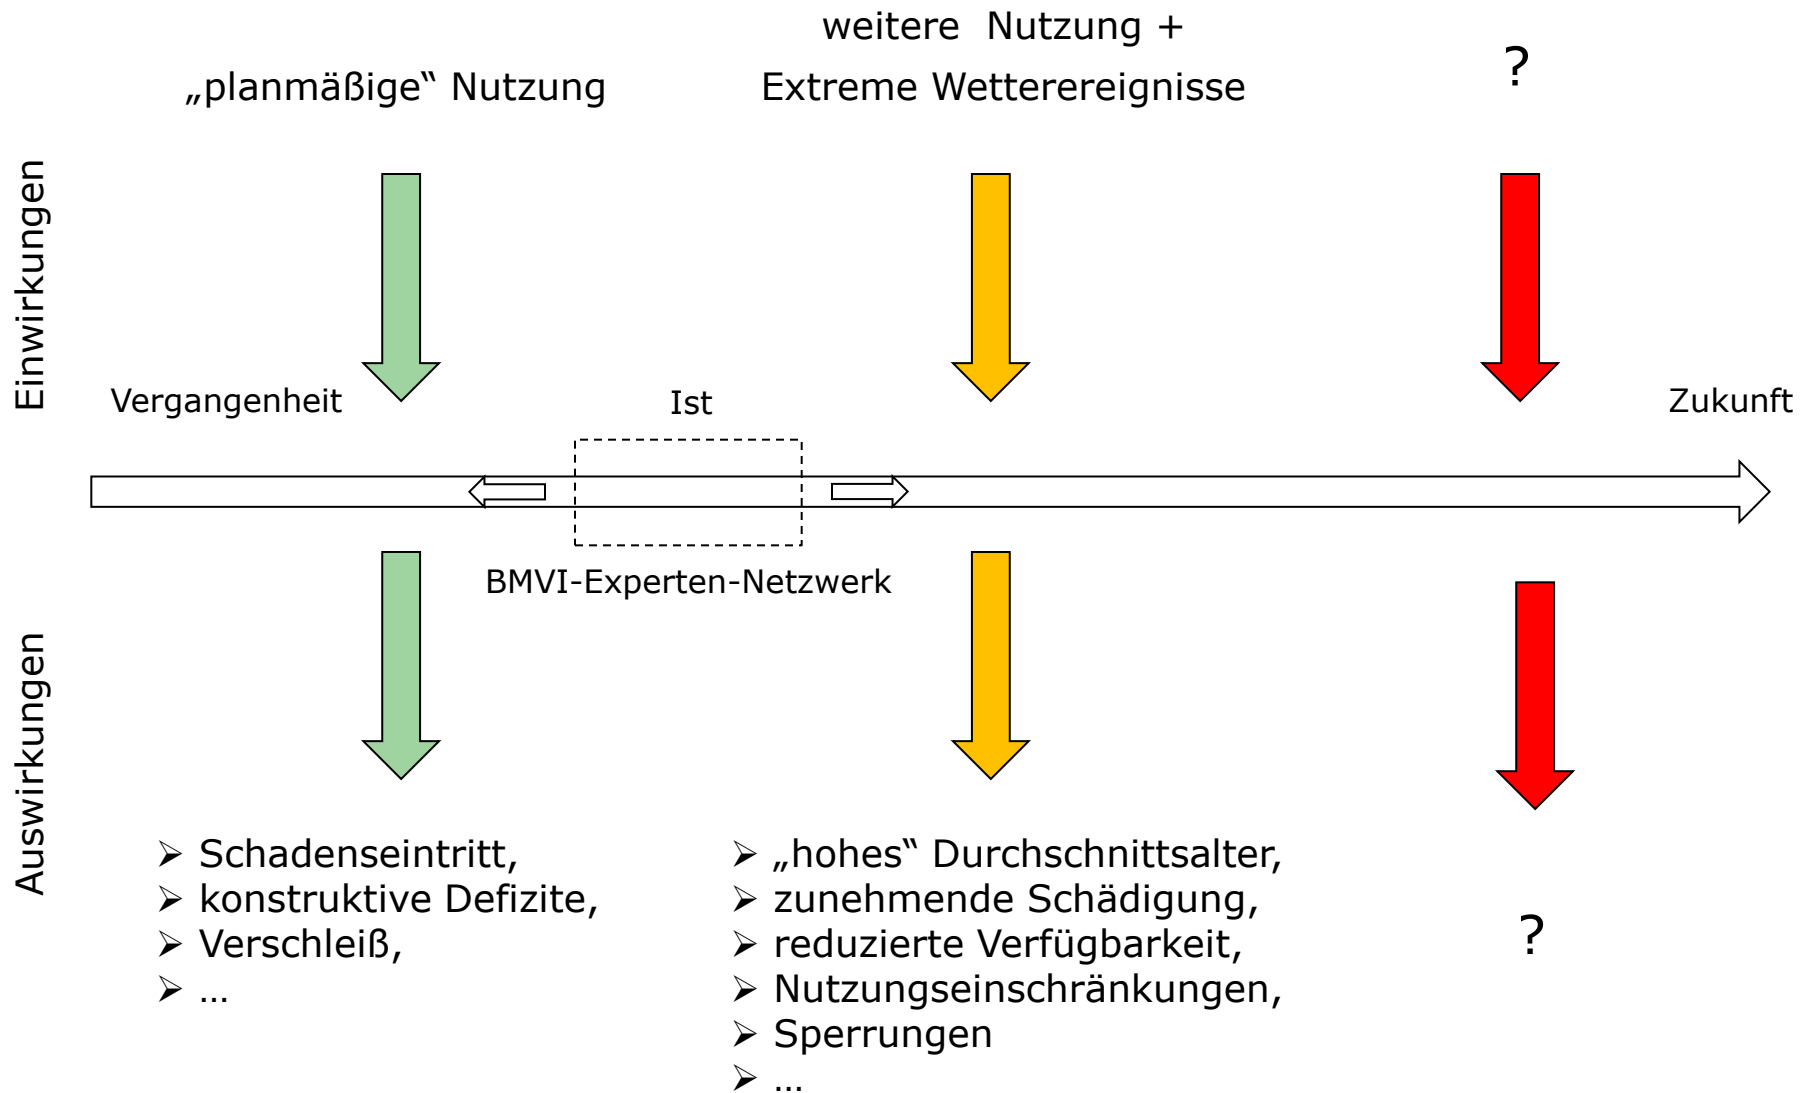 weitere Nutzung +
„planmäßige“ Nutzung
Extreme Wetterereignisse
?
Einwirkungen
Vergangenheit
Ist
Zukunft
BMVI-Experten-Netzwerk
Auswirkungen
➢ Schadenseintritt,
➢ konstruktive Defizite,
➢ Verschleiß,
➢ …
➢ „hohes“ Durchschnittsalter,
➢ zunehmende Schädigung,
➢ reduzierte Verfügbarkeit,
➢ Nutzungseinschränkungen,
➢ Sperrungen
➢ …
?